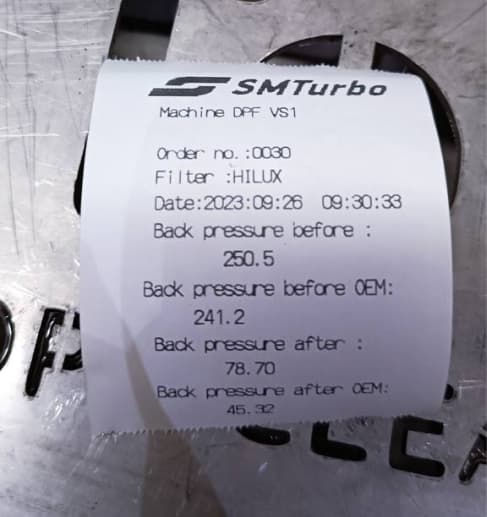 SMTurbo
Machine DPF VS1
Order no.:0030
Filter :HILUX
Date:2023:09:26 09:30:33
Back pressure before :
250.5
Back pressure before OEM:
241.2
Back pressure after :
78.70
Back pressure after OEM:
45.32